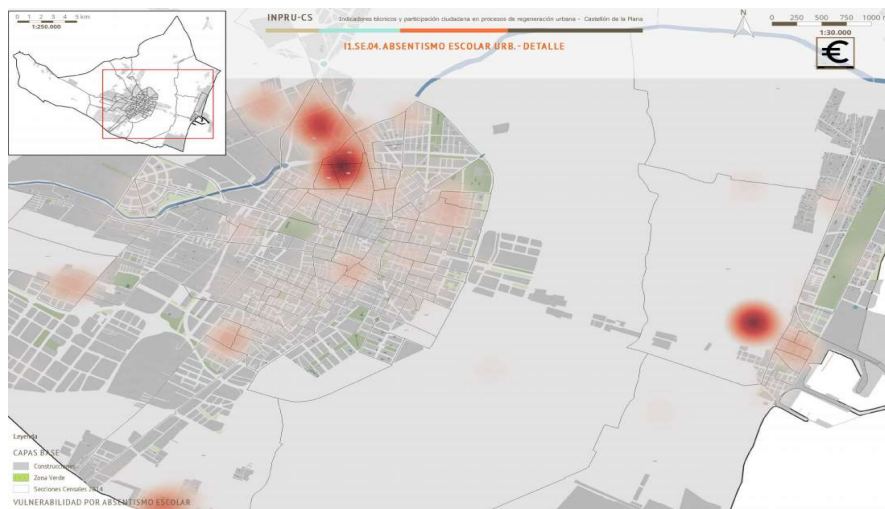 0 1 2 3 4 5 km
1:250.000
INPRU-CS Indicadores técnicos y participación ciudadana en procesos de regeneración urbana - Castellón de la Plana
I1.SE.04. ABSENTISMO ESCOLAR URB. - DETALLE
N
0 250 500 750 1000
1:30.000
€
Leyenda
CAPAS BASE
Construcciones
Zona Verde
Secciones Censales 2014
VULNERABILIDAD POR ABSENTISMO ESCOLAR